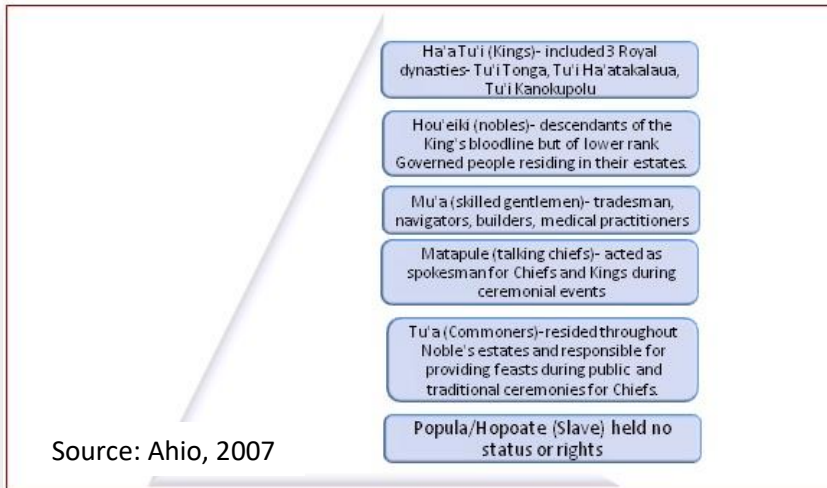 Ha'a Tu'i (Kings)- included 3 Royal
dynasties- Tu'i Tonga, Tu'i Ha'atakalaua,
Tu'i Kanokupolu
Hou'eiki (nobles)- descendants of the
King's bloodline but of lower rank
Governed people residing in their estates.
Mu'a (skilled gentlemen)- tradesman,
navigators, builders, medical practitioners
Matapule (talking chiefs)- acted as
spokesman for Chiefs and Kings during
ceremonial events
Tu'a (Commoners)-resided throughout
Noble's estates and responsible for
providing feasts during public and
traditional ceremonies for Chiefs.
Popula/Hopoate (Slave) held no
status or rights
Source: Ahio, 2007